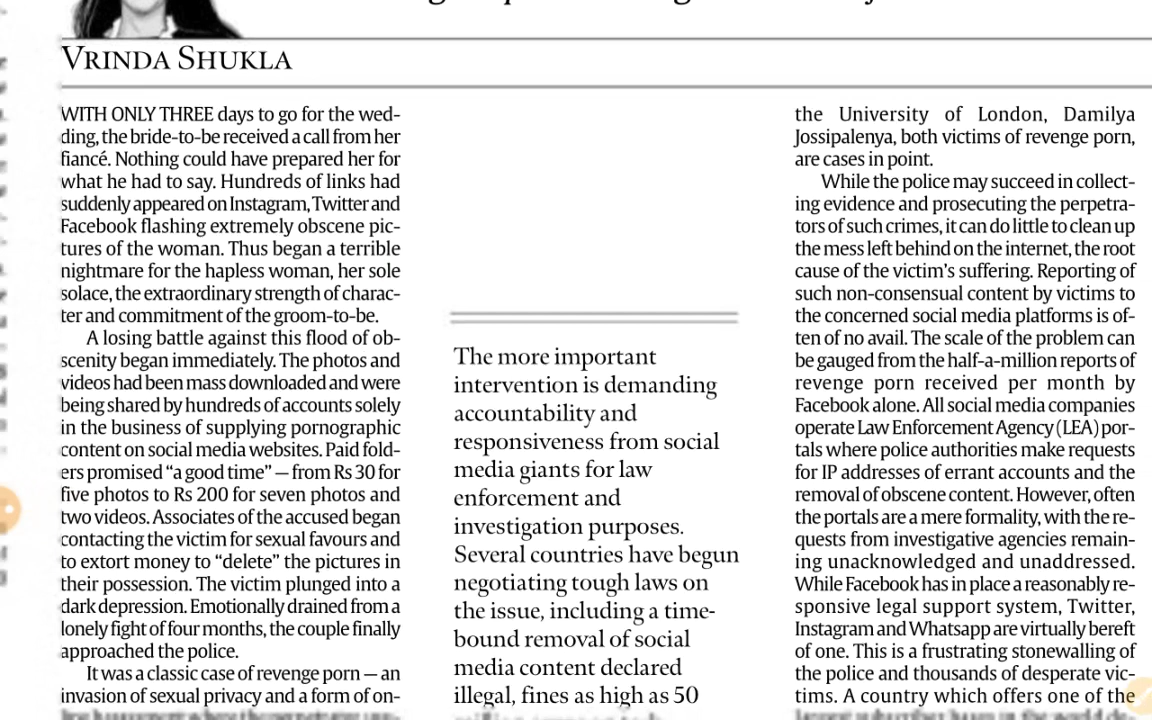 VRINDA SHUKLA
WITH ONLY THREE days to go for the wed-
ding, the bride-to-be received a call from her
fiancé. Nothing could have prepared her for
what he had to say. Hundreds of links had
suddenly appeared on Instagram, Twitter and
Facebook flashing extremely obscene pic-
tures of the woman. Thus began a terrible
nightmare for the hapless woman, her sole
solace, the extraordinary strength of charac-
ter and commitment of the groom-to-be.
A losing battle against this flood of ob-
scenity began immediately. The photos and
videos had been mass downloaded and were
being shared by hundreds of accounts solely
in the business of supplying pornographic
content on social media websites. Paid fold-
ers promised “a good time” — from Rs 30 for
five photos to Rs 200 for seven photos and
two videos. Associates of the accused began
contacting the victim for sexual favours and
to extort money to “delete” the pictures in
their possession. The victim plunged into a
dark depression. Emotionally drained from a
lonely fight of four months, the couple finally
approached the police.
It was a classic case of revenge porn — an
invasion of sexual privacy and a form of on-
The more important
intervention is demanding
accountability and
responsiveness from social
media giants for law
enforcement and
investigation purposes.
Several countries have begun
negotiating tough laws on
the issue, including a time-
bound removal of social
media content declared
illegal, fines as high as 50
the University of London, Damilya
Jossipalenya, both victims of revenge porn,
are cases in point.
While the police may succeed in collect-
ing evidence and prosecuting the perpetra-
tors of such crimes, it can do little to clean up
the mess left behind on the internet, the root
cause of the victim's suffering. Reporting of
such non-consensual content by victims to
the concerned social media platforms is of-
ten of no avail. The scale of the problem can
be gauged from the half-a-million reports of
revenge porn received per month by
Facebook alone. All social media companies
operate Law Enforcement Agency (LEA) por-
tals where police authorities make requests
for IP addresses of errant accounts and the
removal of obscene content. However, often
the portals are a mere formality, with the re-
quests from investigative agencies remain-
ing unacknowledged and unaddressed.
While Facebook has in place a reasonably re-
sponsive legal support system, Twitter,
Instagram and Whatsapp are virtually bereft
of one. This is a frustrating stonewalling of
the police and thousands of desperate vic-
tims. A country which offers one of the